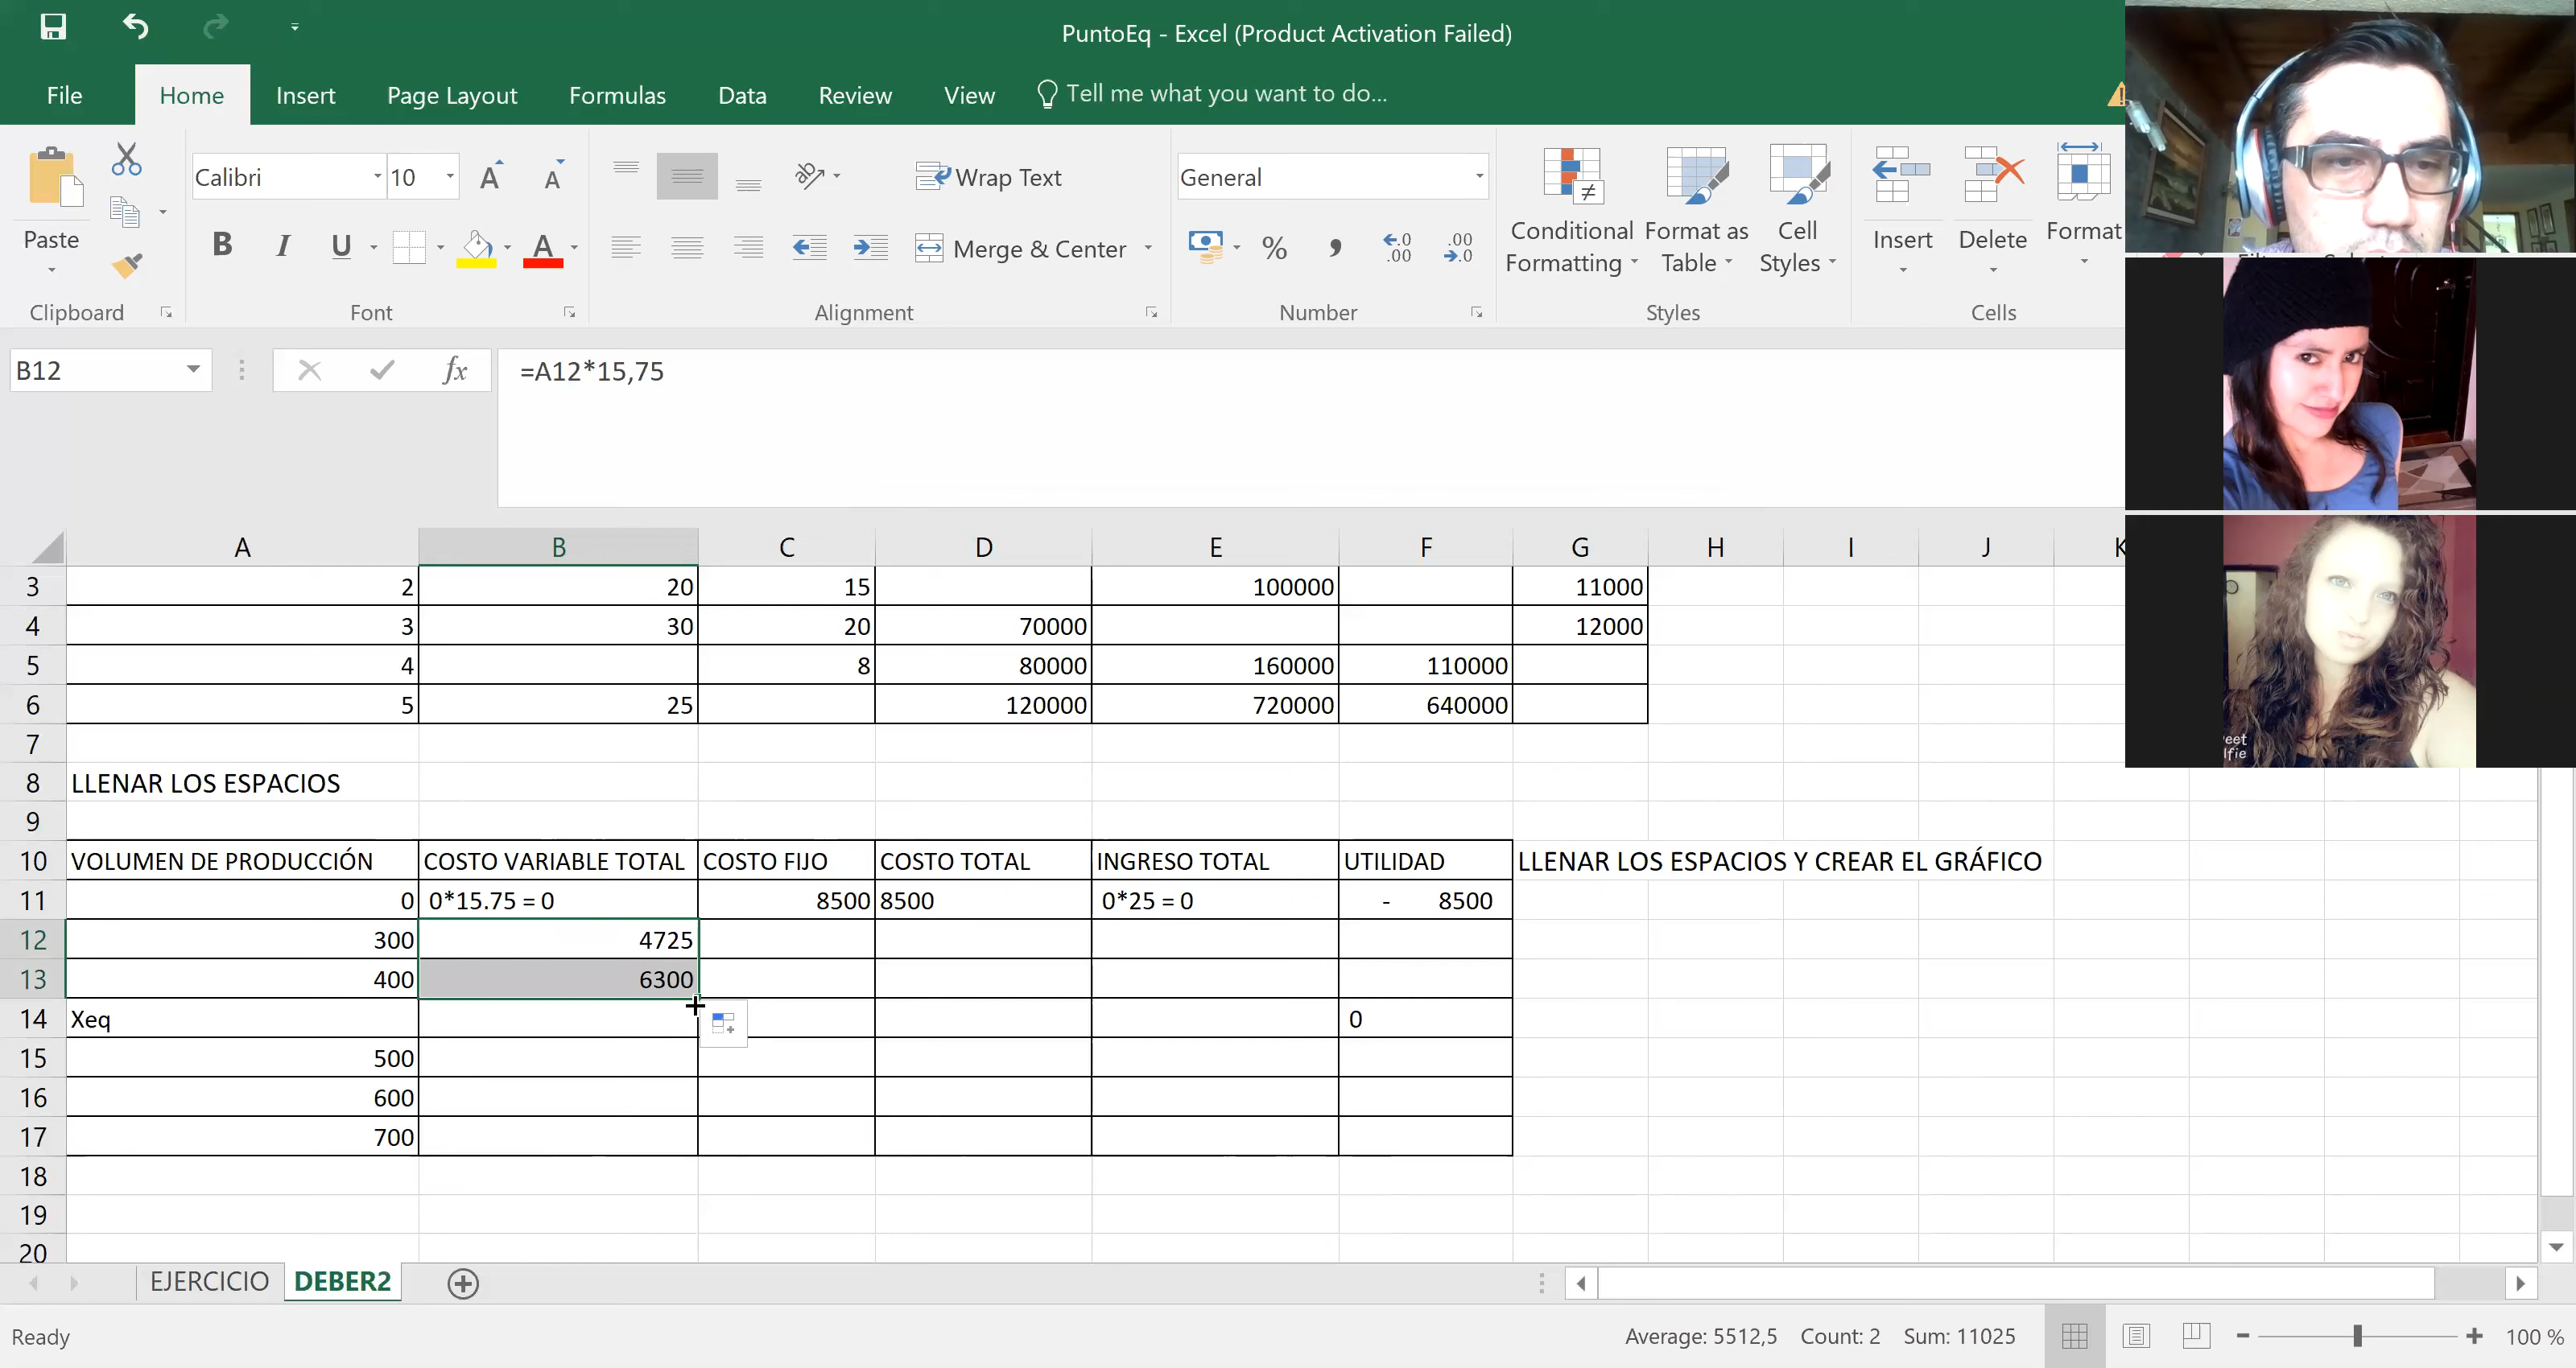 PuntoEq - Excel (Product Activation Failed)
File Home Insert Page Layout Formulas Data Review View Tell me what you want to do...
Calibri 10 Wrap Text General
Paste B I U A Merge & Center % , Conditional Formatting Format as Table Cell Styles Insert Delete Format
Clipboard Font Alignment Number Styles Cells
B12 fx =A12*15,75
A B C D E F G H I J
3 2 20 15 100000 11000
4 3 30 20 70000 12000
5 4 8 80000 160000 110000
6 5 25 120000 720000 640000
7
8 LLENAR LOS ESPACIOS
9
10 VOLUMEN DE PRODUCCIÓN COSTO VARIABLE TOTAL COSTO FIJO COSTO TOTAL INGRESO TOTAL UTILIDAD LLENAR LOS ESPACIOS Y CREAR EL GRÁFICO
11 0 0*15.75 = 0 8500 8500 0*25 = 0 - 8500
12 300 4725
13 400 6300
14 Xeq 0
15 500
16 600
17 700
18
19
20
EJERCICIO DEBER2
Ready Average: 5512,5 Count: 2 Sum: 11025 100 %